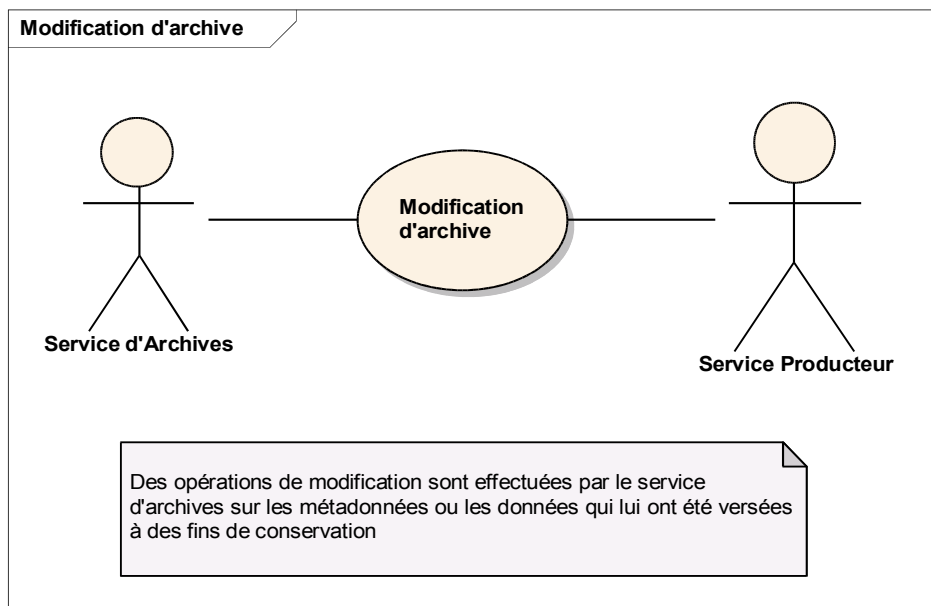 Modification d'archive
Modification
d'archive
Service d'Archives
Service Producteur
Des opérations de modification sont effectuées par le service
d'archives sur les métadonnées ou les données qui lui ont été versées
à des fins de conservation